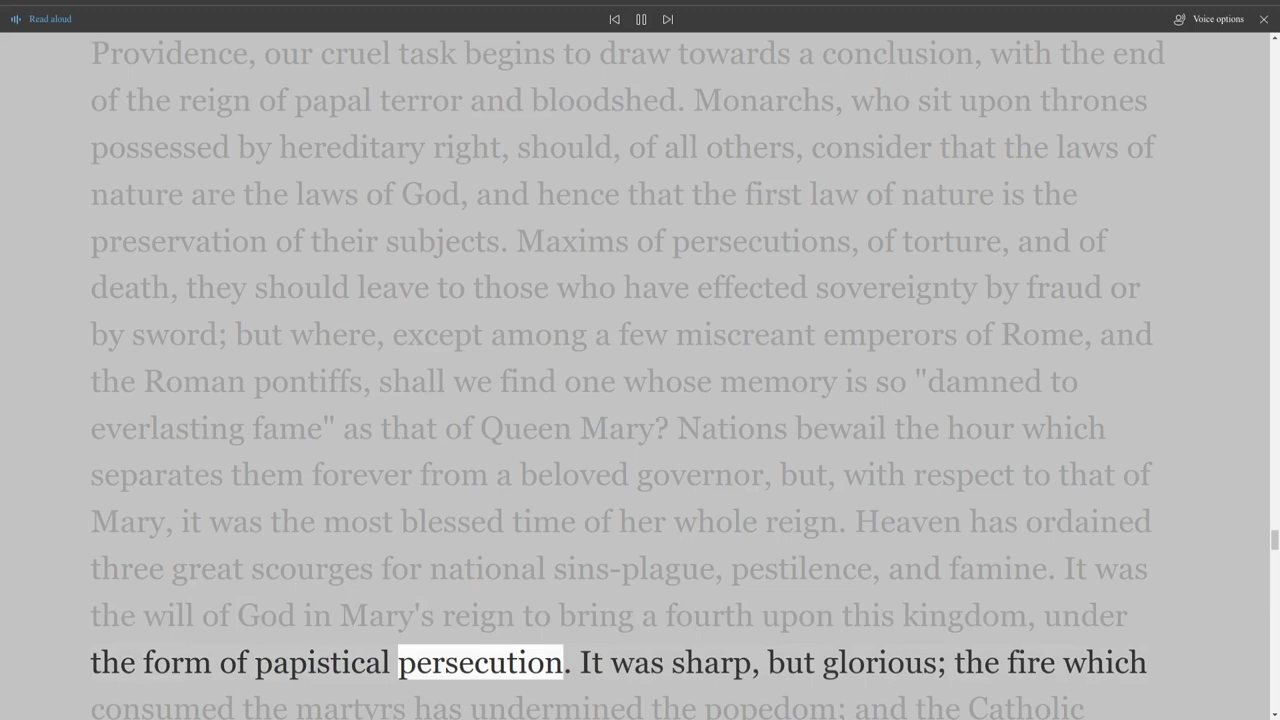 Read aloud
Voice options
Providence, our cruel task begins to draw towards a conclusion, with the end
of the reign of papal terror and bloodshed. Monarchs, who sit upon thrones
possessed by hereditary right, should, of all others, consider that the laws of
nature are the laws of God, and hence that the first law of nature is the
preservation of their subjects. Maxims of persecutions, of torture, and of
death, they should leave to those who have effected sovereignty by fraud or
by sword; but where, except among a few miscreant emperors of Rome, and
the Roman pontiffs, shall we find one whose memory is so "damned to
everlasting fame" as that of Queen Mary? Nations bewail the hour which
separates them forever from a beloved governor, but, with respect to that of
Mary, it was the most blessed time of her whole reign. Heaven has ordained
three great scourges for national sins-plague, pestilence, and famine. It was
the will of God in Mary's reign to bring a fourth upon this kingdom, under
the form of papistical persecution. It was sharp, but glorious; the fire which
consumed the martyrs has undermined the popedom; and the Catholic